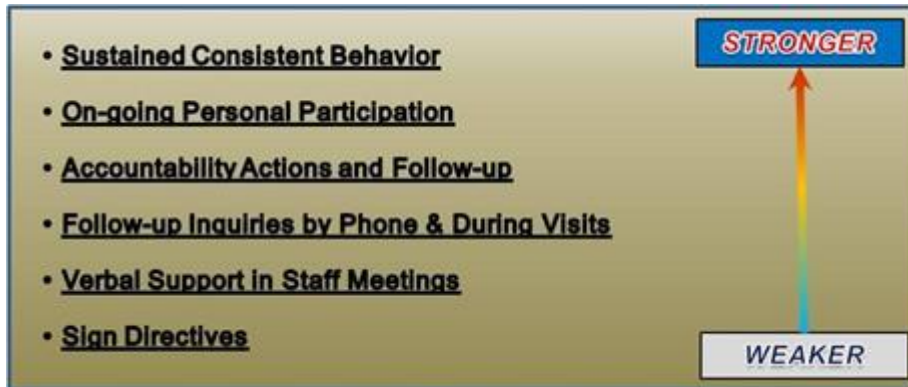 • Sustained Consistent Behavior
STRONGER
• On-going Personal Participation
• Accountability Actions and Follow-up
• Follow-up Inquiries by Phone & During Visits
• Verbal Support in Staff Meetings
• Sign Directives
WEAKER